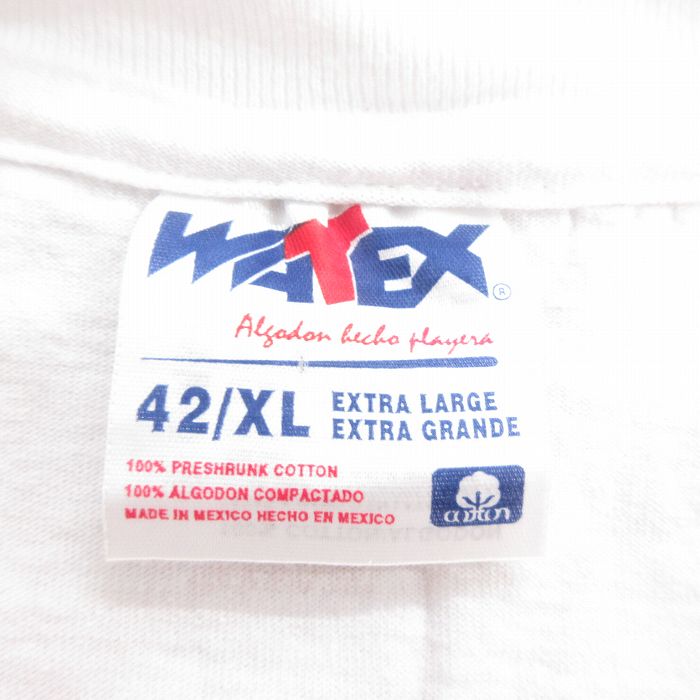 WATEX
®
Algodon hecho playera
42/XL
EXTRA LARGE
EXTRA GRANDE
100% PRESHRUNK COTTON
100% ALGODON COMPACTADO
MADE IN MEXICO HECHO EN MEXICO
cotton